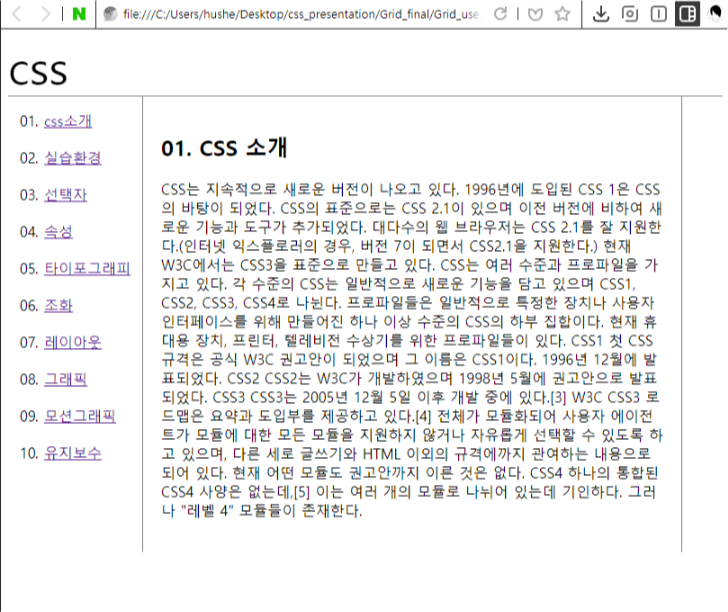 file:///C:/Users/hushe/Desktop/css_presentation/Grid_final/Grid_use
CSS
01. css소개
02. 실습환경
03. 선택자
04. 속성
05. 타이포그래피
06. 조화
07. 레이아웃
08. 그래픽
09. 모션그래픽
10. 유지보수
01. CSS 소개
CSS는 지속적으로 새로운 버전이 나오고 있다. 1996년에 도입된 CSS 1은 CSS
의 바탕이 되었다. CSS의 표준으로는 CSS 2.1이 있으며 이전 버전에 비하여 새
로운 기능과 도구가 추가되었다. 대다수의 웹 브라우저는 CSS 2.1를 잘 지원한
다.(인터넷 익스플로러의 경우, 버전 7이 되면서 CSS2.1을 지원한다.) 현재
W3C에서는 CSS3을 표준으로 만들고 있다. CSS는 여러 수준과 프로파일을 가
지고 있다. 각 수준의 CSS는 일반적으로 새로운 기능을 담고 있으며 CSS1,
CSS2, CSS3, CSS4로 나뉜다. 프로파일들은 일반적으로 특정한 장치나 사용자
인터페이스를 위해 만들어진 하나 이상 수준의 CSS의 하부 집합이다. 현재 휴
대용 장치, 프린터, 텔레비전 수상기를 위한 프로파일들이 있다. CSS1 첫 CSS
규격은 공식 W3C 권고안이 되었으며 그 이름은 CSS1이다. 1996년 12월에 발
표되었다. CSS2 CSS2는 W3C가 개발하였으며 1998년 5월에 권고안으로 발표
되었다. CSS3 CSS3는 2005년 12월 5일 이후 개발 중에 있다.[3] W3C CSS3 로
드맵은 요약과 도입부를 제공하고 있다.[4] 전체가 모듈화되어 사용자 에이전
트가 모듈에 대한 모든 모듈을 지원하지 않거나 자유롭게 선택할 수 있도록 하
고 있으며, 다른 세로 글쓰기와 HTML 이외의 규격에까지 관여하는 내용으로
되어 있다. 현재 어떤 모듈도 권고안까지 이른 것은 없다. CSS4 하나의 통합된
CSS4 사양은 없는데,[5] 이는 여러 개의 모듈로 나뉘어 있는데 기인하다. 그러
나 "레벨 4" 모듈들이 존재한다.